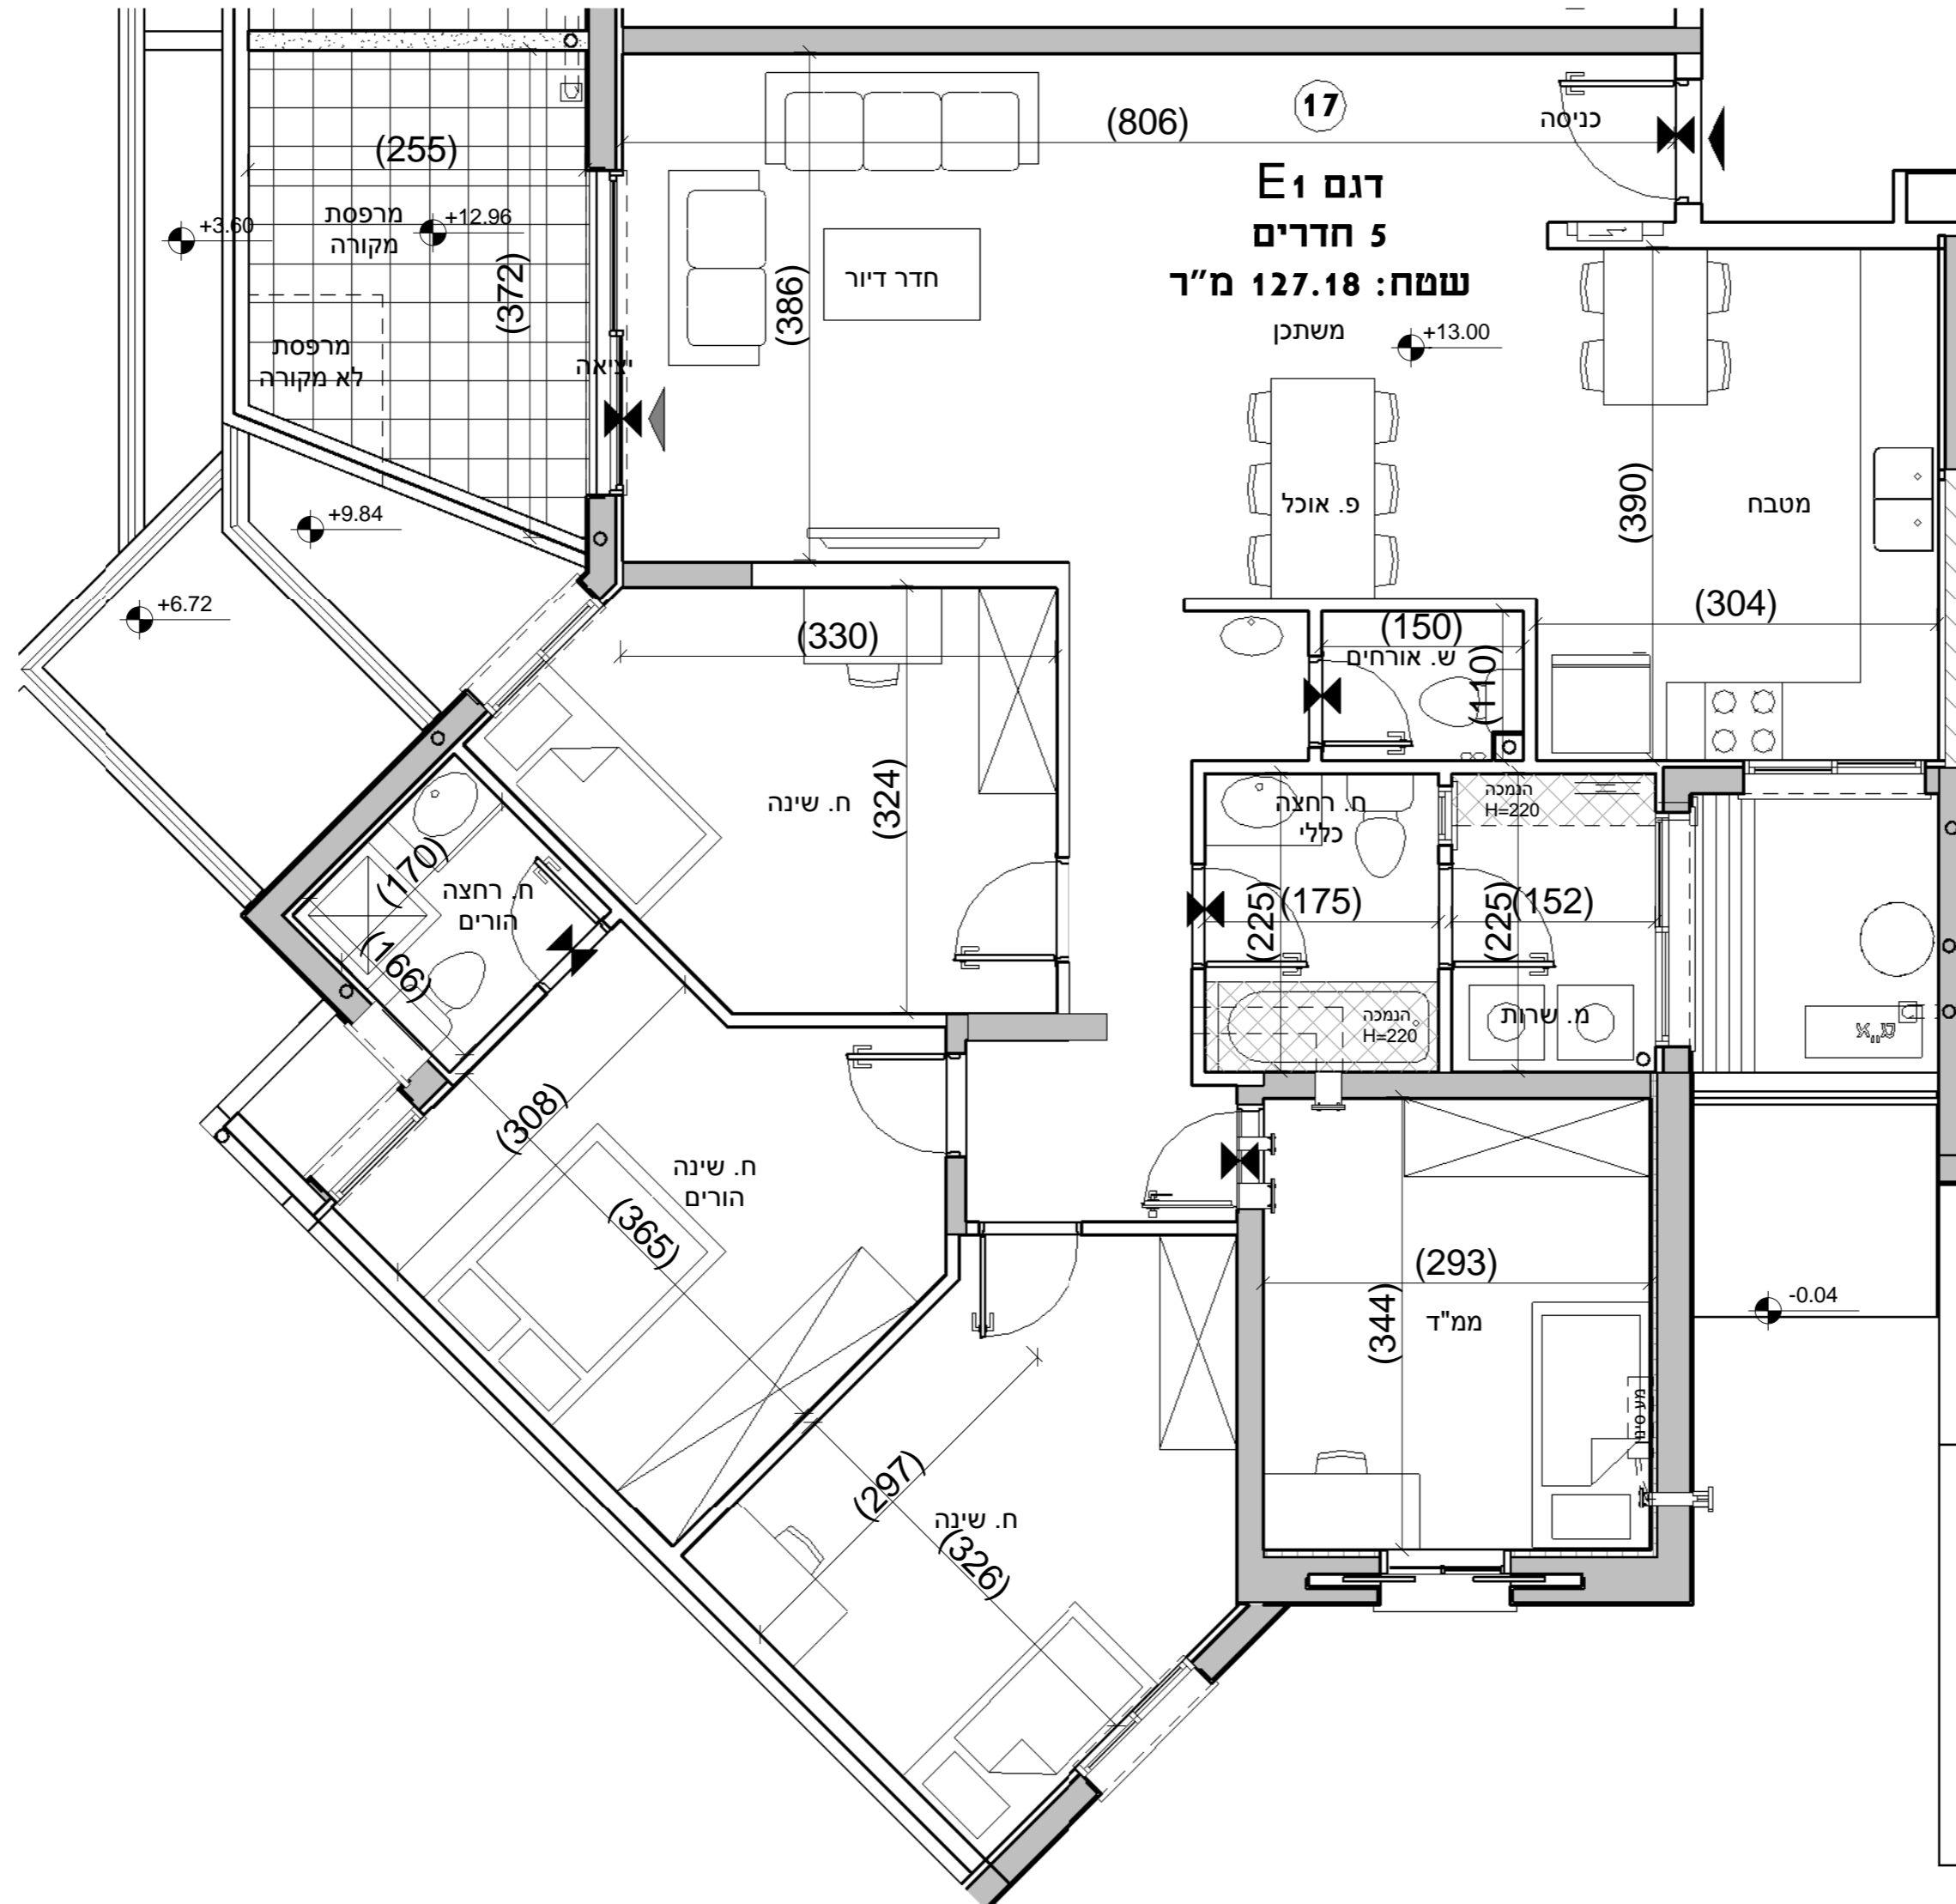 17
(806)
כניסה
(255)
דגם E1
5 חדרים
שטח: 127.18 מ"ר
משתכן
+13.00
+3.60
מרפסת
מקורה
+12.96
(372)
(386)
חדר דיור
מרפסת
לא מקורה
יציאה
+9.84
פ. אוכל
(390)
מטבח
+6.72
(330)
(150)
ש. אורחים
(110)
(304)
ח. שינה
(324)
ח. רחצה
כללי
הנמכה
H=220
(170)
ח. רחצה
הורים
(166)
(225)
(175)
(225)
(152)
הנמכה
H=220
מ. שרות
(308)
ח. שינה
הורים
(365)
(293)
(344)
ממ"ד
-0.04
(297)
ח. שינה
(326)